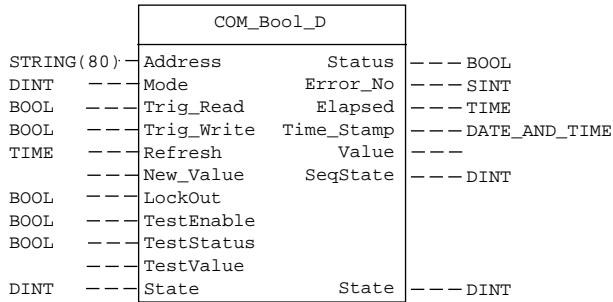 COM_Bool_D
STRING(80) Address Status BOOL
DINT Mode Error_No SINT
BOOL Trig_Read Elapsed TIME
BOOL Trig_Write Time_Stamp DATE_AND_TIME
TIME Refresh Value
New_Value SeqState DINT
BOOL LockOut
BOOL TestEnable
BOOL TestStatus
TestValue
DINT State State DINT